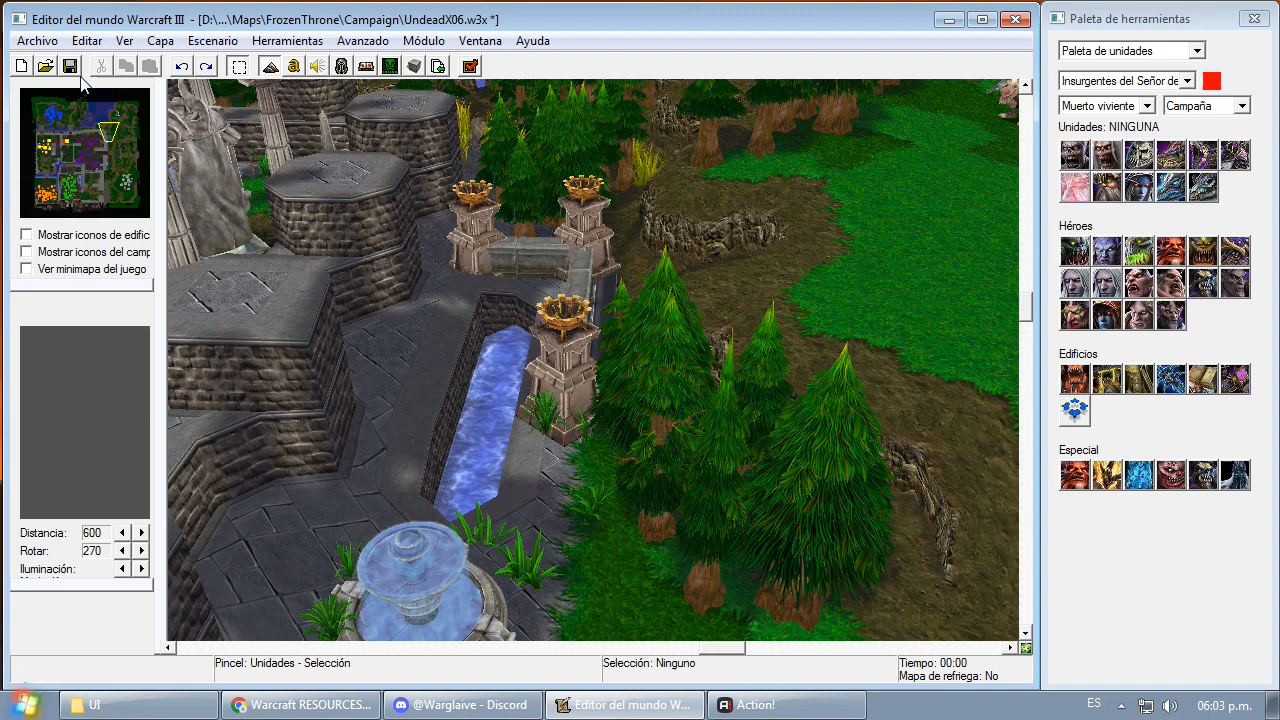 Editor del mundo Warcraft III - [D:\...\Maps\FrozenThrone\Campaign\UndeadX06.w3x *]
Archivo Editar Ver Capa Escenario Herramientas Avanzado Módulo Ventana Ayuda
Mostrar iconos de edific
Mostrar iconos del camp
Ver minimapa del juego
Distancia: 600
Rotar: 270
Iluminación:
Pincel: Unidades - Selección
Selección: Ninguno
Tiempo: 00:00
Mapa de refriega: No
Paleta de herramientas
Paleta de unidades
Insurgentes del Señor de
Muerto viviente Campaña
Unidades: NINGUNA
Héroes
Edificios
Especial
UI
Warcraft RESOURCES...
@Warglaive - Discord
Editor del mundo W...
Action!
ES
06:03 p.m.